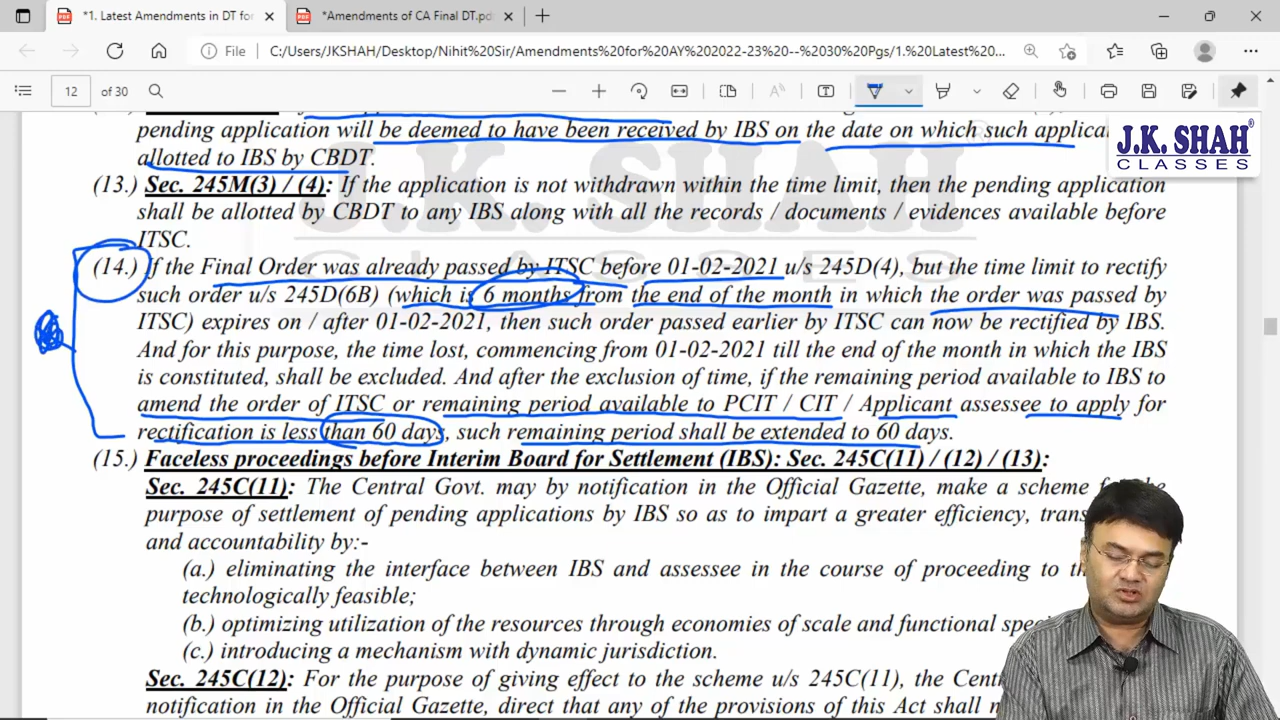 *1. Latest Amendments in DT for
*Amendments of CA Final DT.pd
File C:/Users/JKSHAH/Desktop/Nihit%20Sir/Amendments%20for%20AY%202022-23%20--%2030%20Pgs/1.%20Latest%20...
12 of 30
pending application will be deemed to have been received by IBS on the date on which such applic
J.K. SHAH
CLASSES
allotted to IBS by CBDT.
(13.) Sec. 245M(3) / (4): If the application is not withdrawn within the time limit, then the pending application
shall be allotted by CBDT to any IBS along with all the records / documents / evidences available before
ITSC.
(14.) If the Final Order was already passed by ITSC before 01-02-2021 u/s 245D(4), but the time limit to rectify
such order u/s 245D(6B) (which is 6 months from the end of the month in which the order was passed by
ITSC) expires on / after 01-02-2021, then such order passed earlier by ITSC can now be rectified by IBS.
And for this purpose, the time lost, commencing from 01-02-2021 till the end of the month in which the IBS
is constituted, shall be excluded. And after the exclusion of time, if the remaining period available to IBS to
amend the order of ITSC or remaining period available to PCIT / CIT / Applicant assessee to apply for
rectification is less than 60 days, such remaining period shall be extended to 60 days.
(15.) Faceless proceedings before Interim Board for Settlement (IBS): Sec. 245C(11) / (12) / (13):
Sec. 245C(11): The Central Govt. may by notification in the Official Gazette, make a scheme
purpose of settlement of pending applications by IBS so as to impart a greater efficiency, trans
and accountability by:-
(a.) eliminating the interface between IBS and assessee in the course of proceeding to th
technologically feasible;
(b.) optimizing utilization of the resources through economies of scale and functional spec
(c.) introducing a mechanism with dynamic jurisdiction.
Sec. 245C(12): For the purpose of giving effect to the scheme u/s 245C(11), the Cent
notification in the Official Gazette, direct that any of the provisions of this Act shall
J.K. SHAH
CLASSES